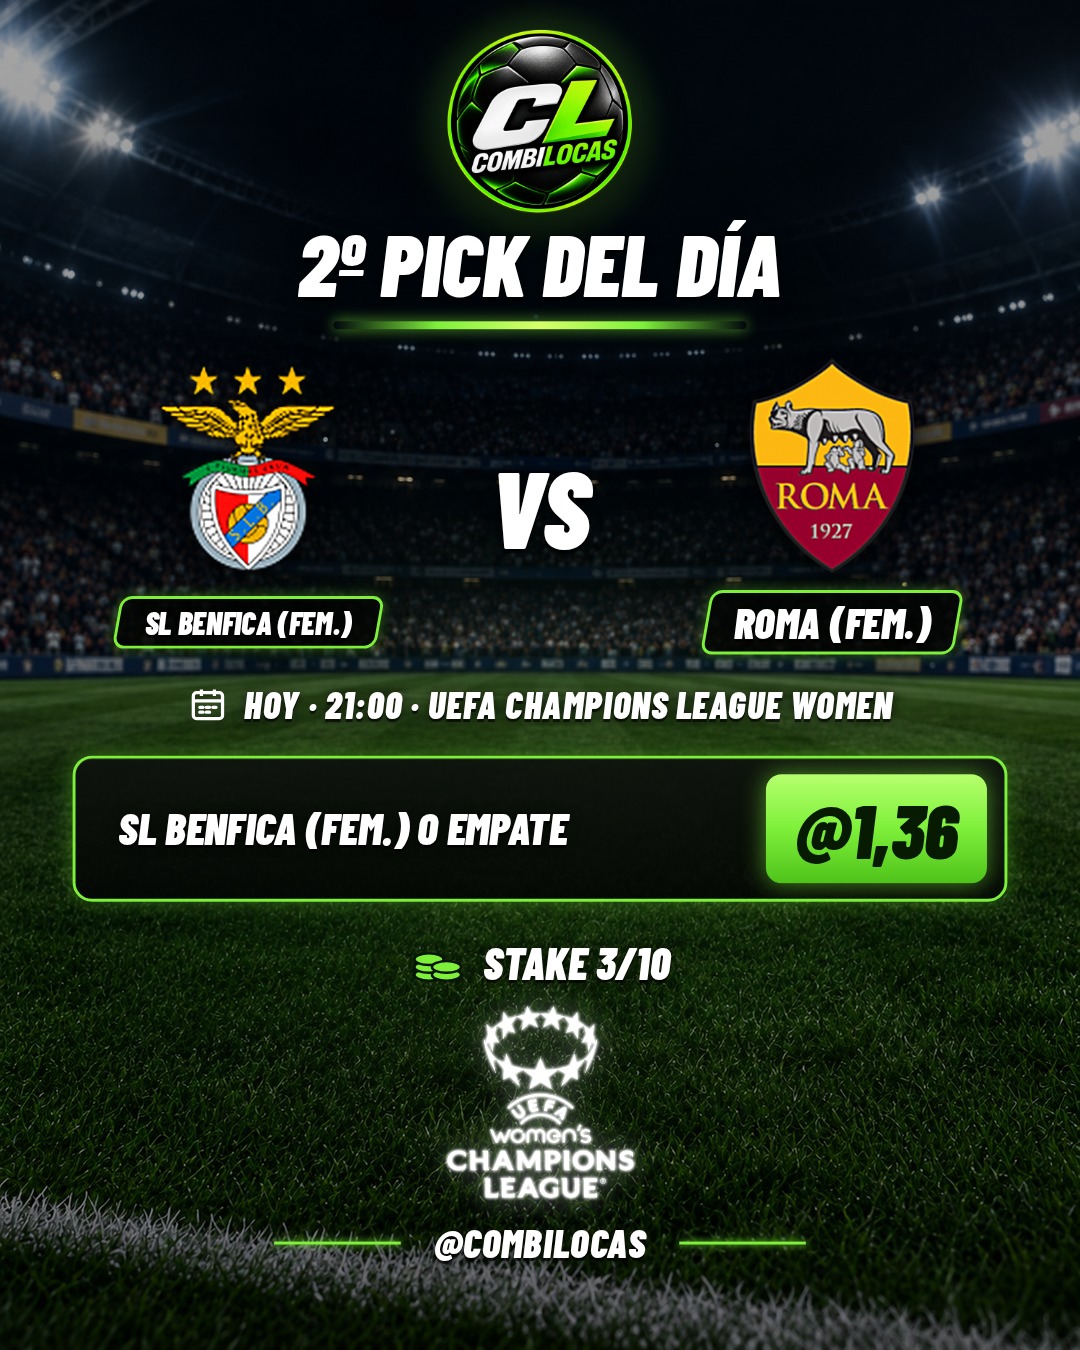 CL
COMBILOCAS
2º PICK DEL DÍA
SLB
VS
ROMA
1927
SL BENFICA (FEM.)
ROMA (FEM.)
HOY · 21:00 · UEFA CHAMPIONS LEAGUE WOMEN
SL BENFICA (FEM.) O EMPATE
@1,36
STAKE 3/10
UEFA
women's
CHAMPIONS
LEAGUE®
@COMBILOCAS